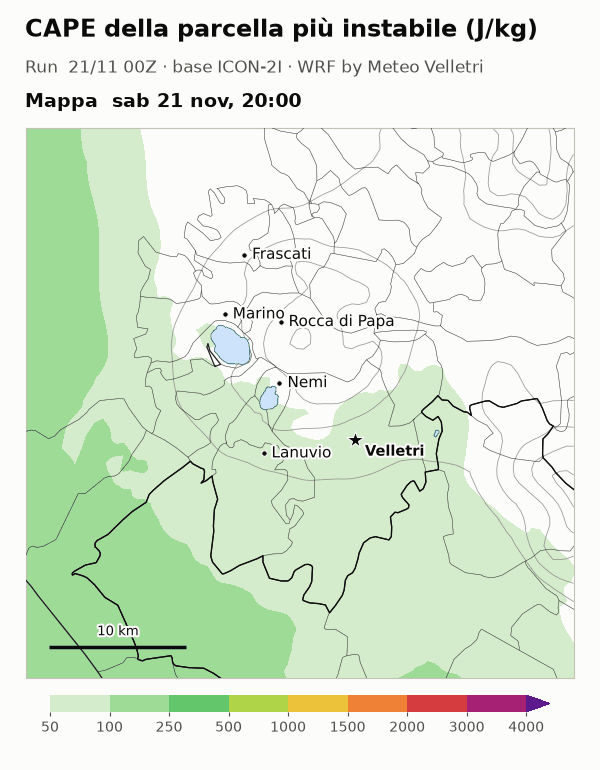 CAPE della parcella più instabile (J/kg)
Run  21/11 00Z · base ICON-2I · WRF by Meteo Velletri
Mappa  sab 21 nov, 20:00
Frascati
Marino
Rocca di Papa
Nemi
Lanuvio
Velletri
10 km
50 100 250 500 1000 1500 2000 3000 4000